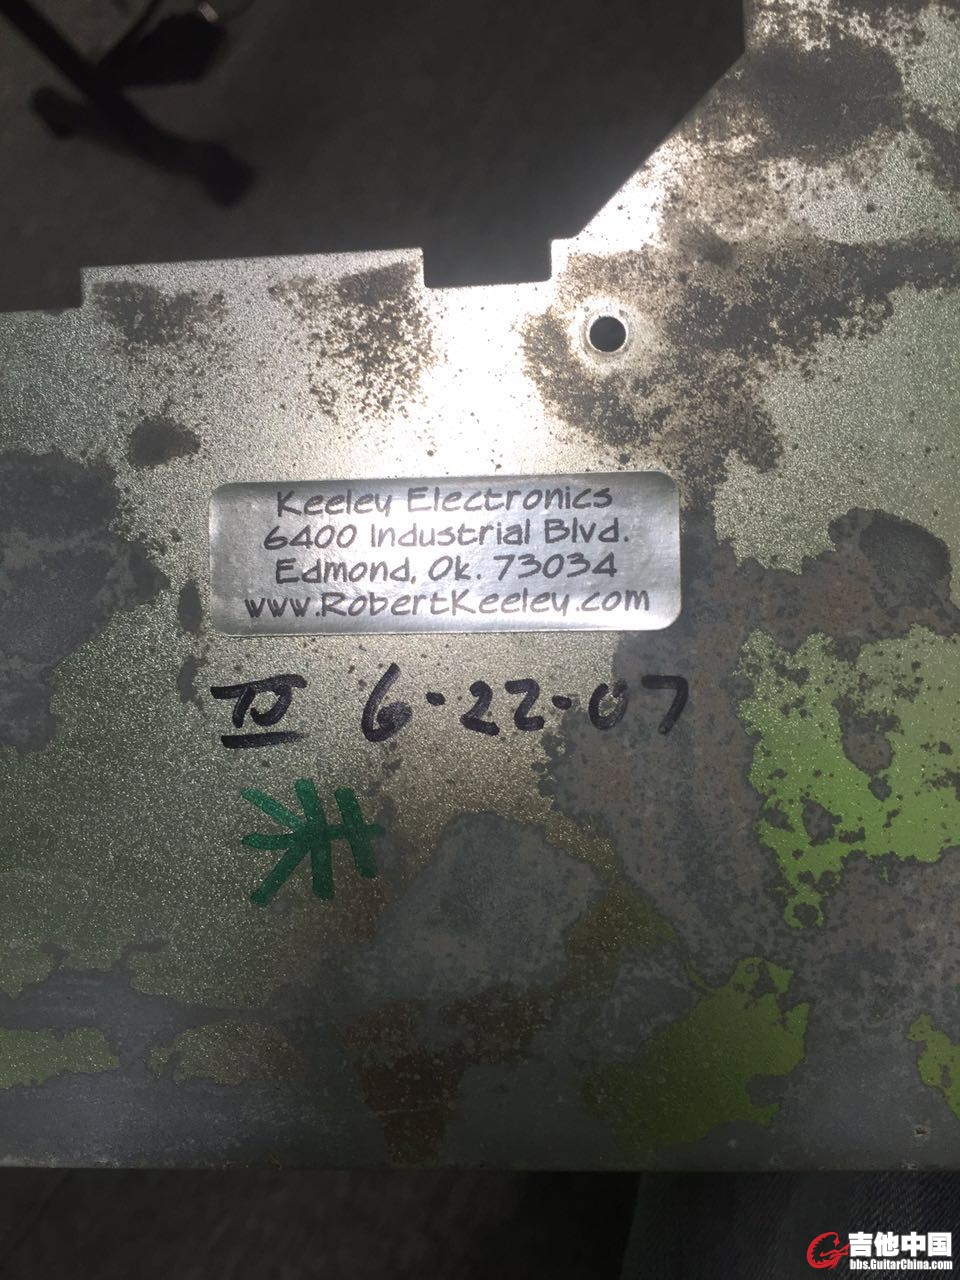 Keeley Electronics
6400 Industrial Blvd.
Edmond, Ok. 73034
www.RobertKeeley.com
6-22-07
吉他中国
bbs.GuitarChina.com